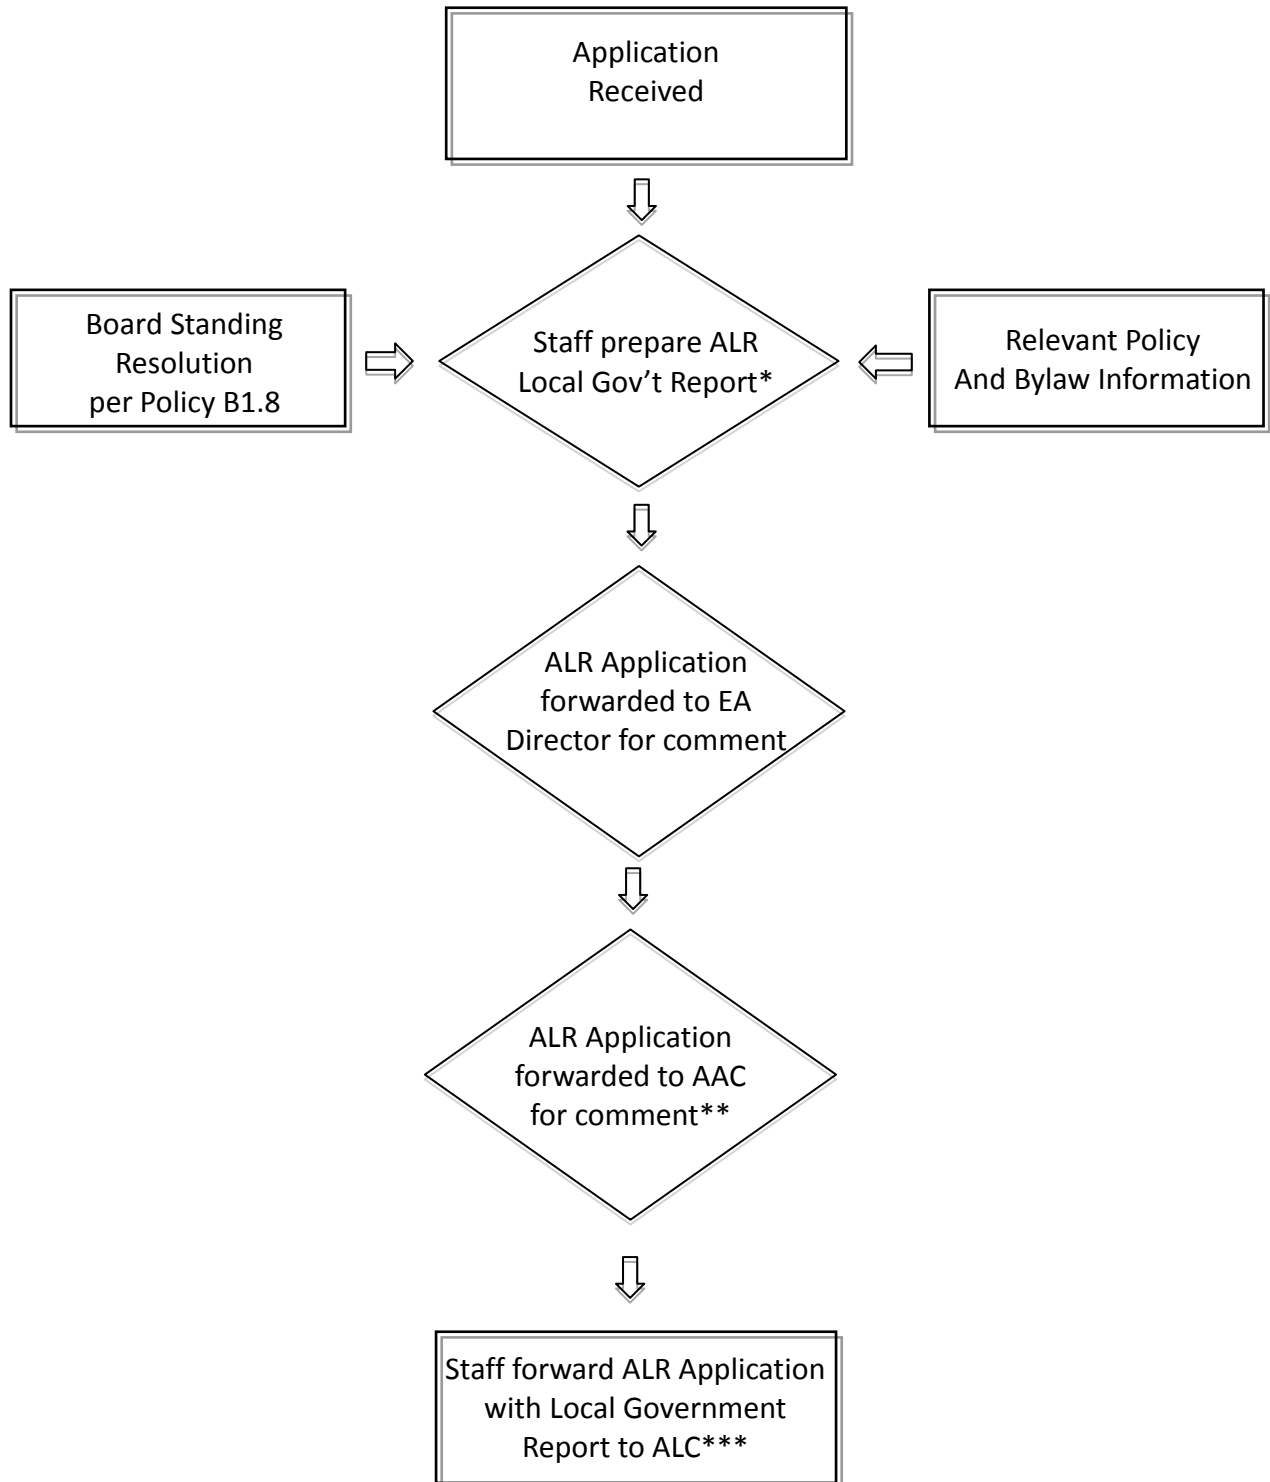 Application
Received
Board Standing
Resolution
per Policy B1.8
Staff prepare ALR
Local Gov’t Report*
Relevant Policy
And Bylaw Information
ALR Application
forwarded to EA
Director for comment
ALR Application
forwarded to AAC
for comment**
Staff forward ALR Application
with Local Government
Report to ALC***